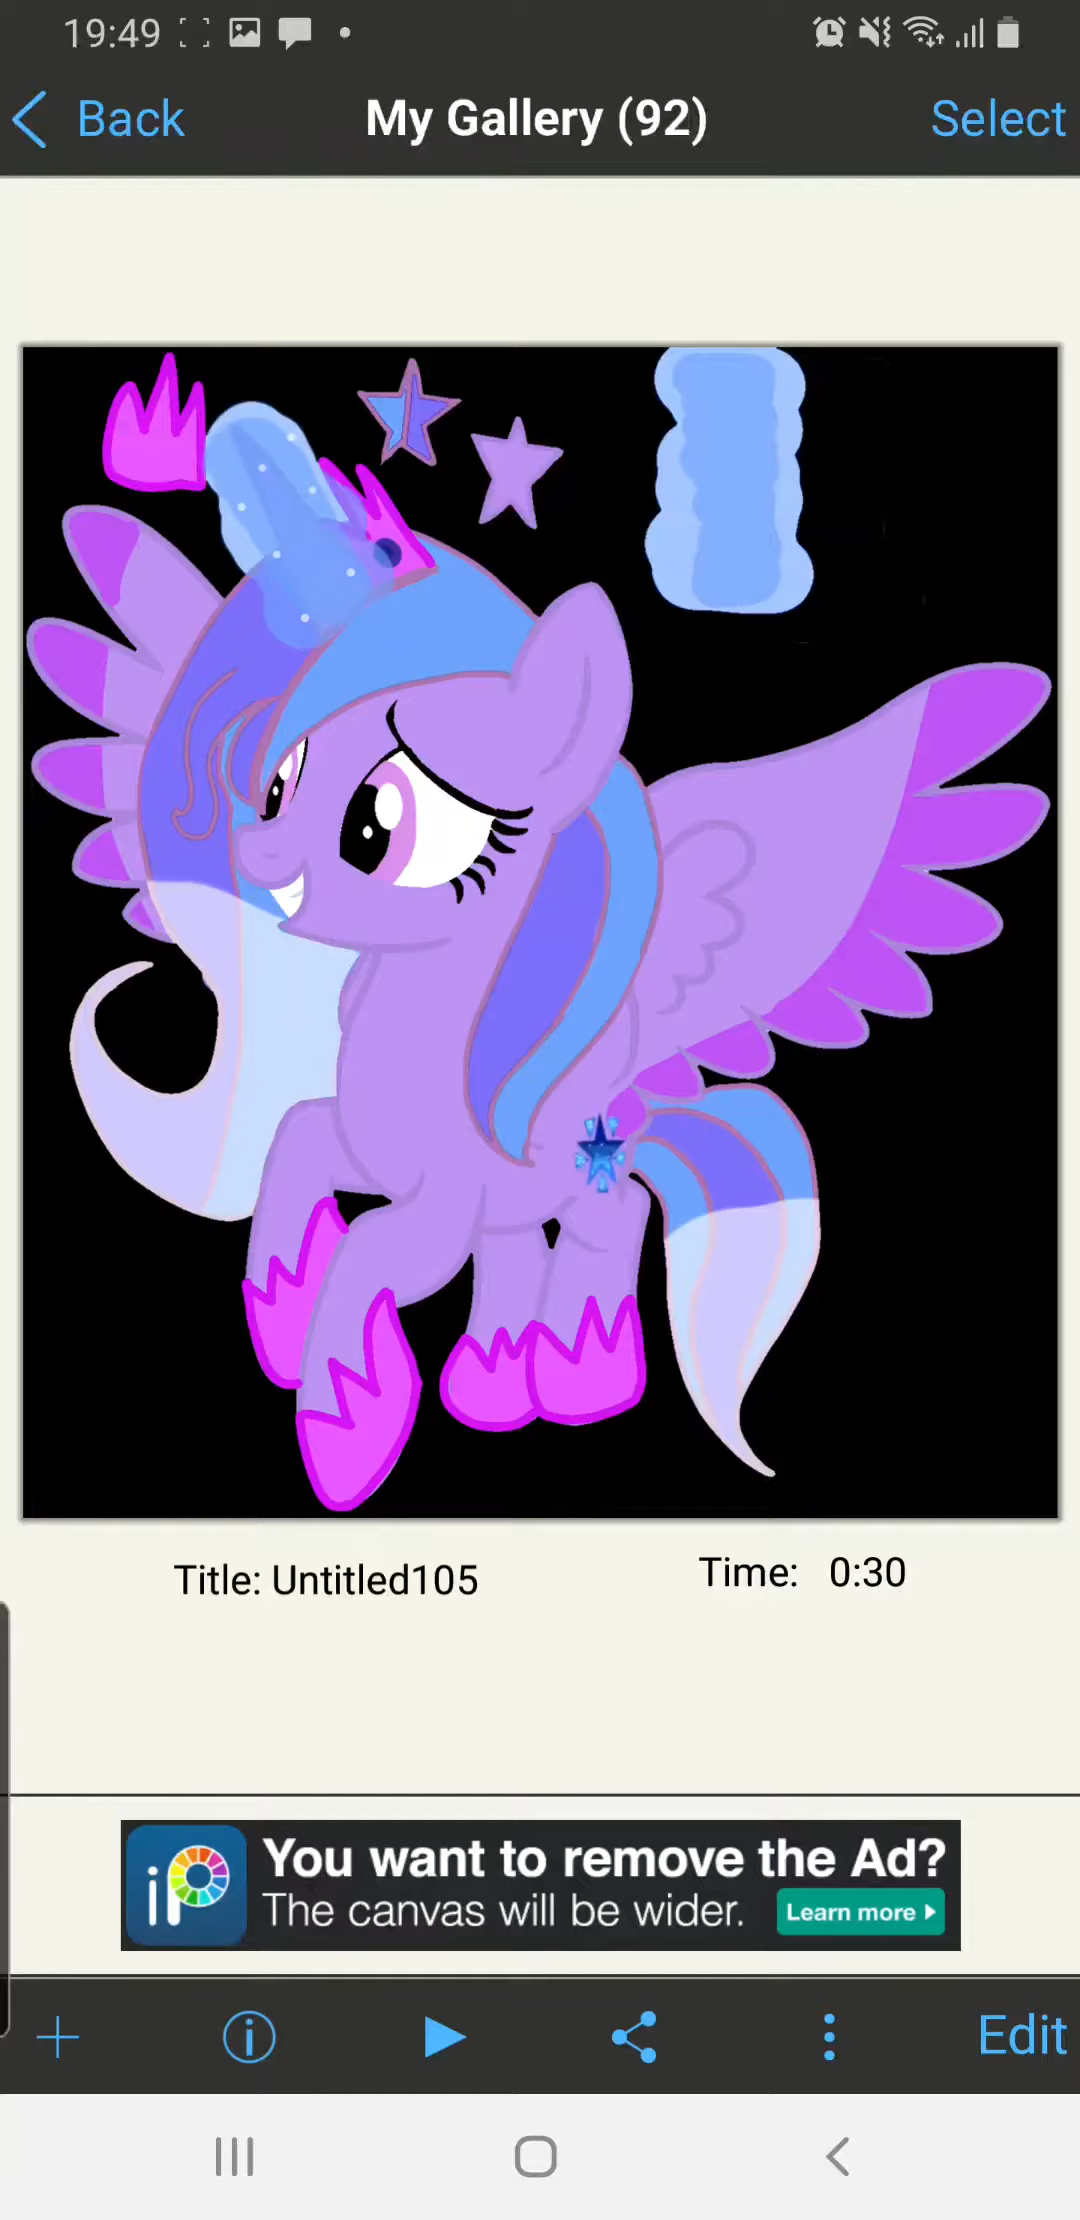 19:49
Back
My Gallery (92)
Select
Title: Untitled105
Time: 0:30
iP
You want to remove the Ad?
The canvas will be wider.
Learn more
Edit